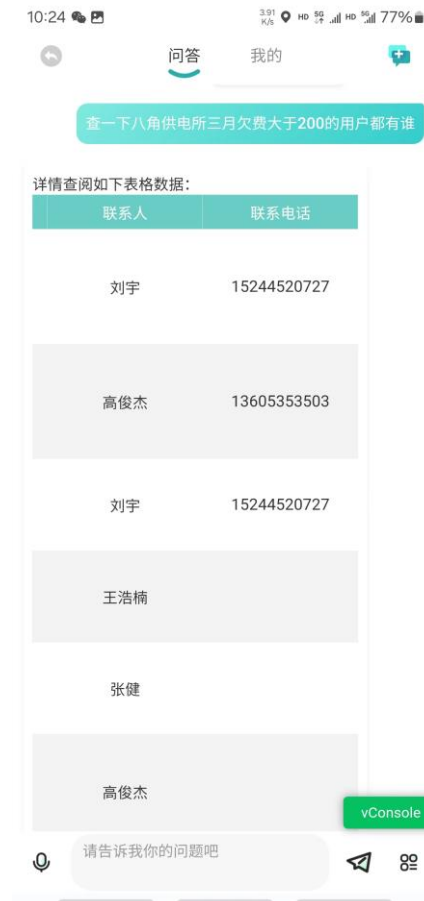 10:24
3.91 K/s HD 5G HD 5G 77%
问答 我的
查一下八角供电所三月欠费大于200的用户都有谁
详情查阅如下表格数据:
联系人 联系电话
刘宇 15244520727
高俊杰 13605353503
刘宇 15244520727
王浩楠
张健
高俊杰
vConsole
请告诉我你的问题吧